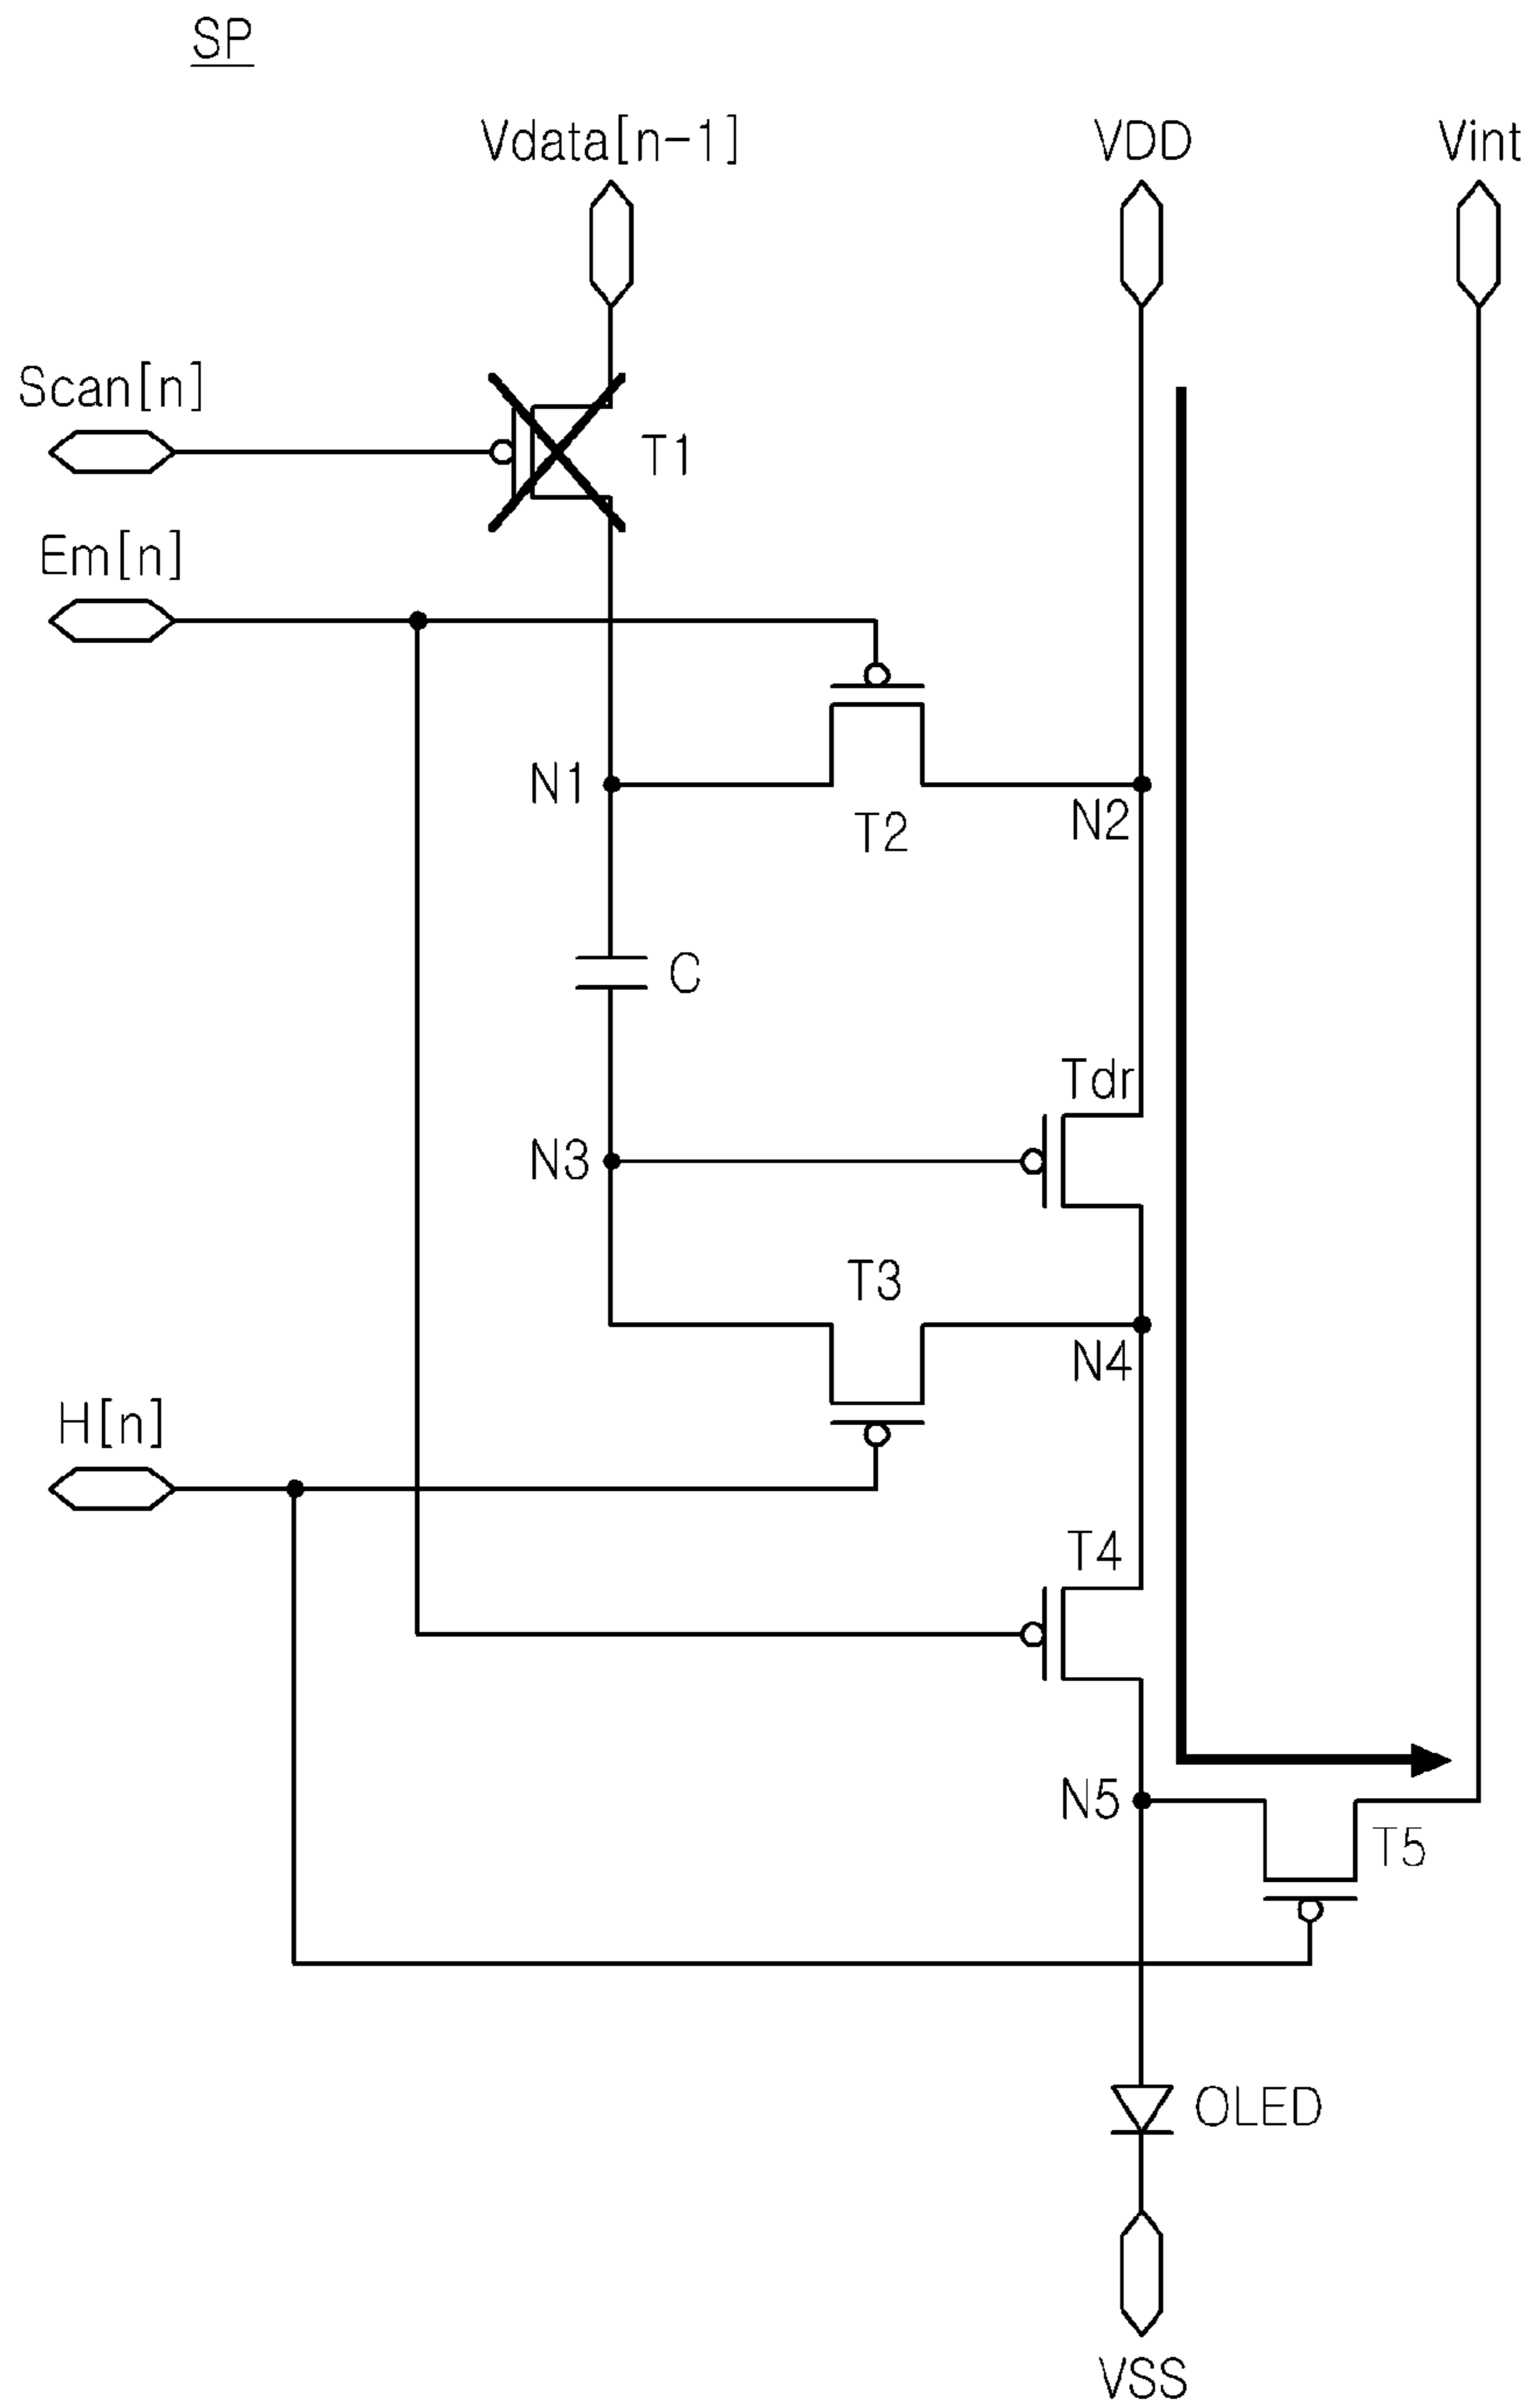 SP
Vdata[n-1]
VDD
Vint
Scan[n]
T1
Em[n]
N1
T2
N2
C
Tdr
N3
T3
N4
H[n]
T4
N5
T5
OLED
VSS